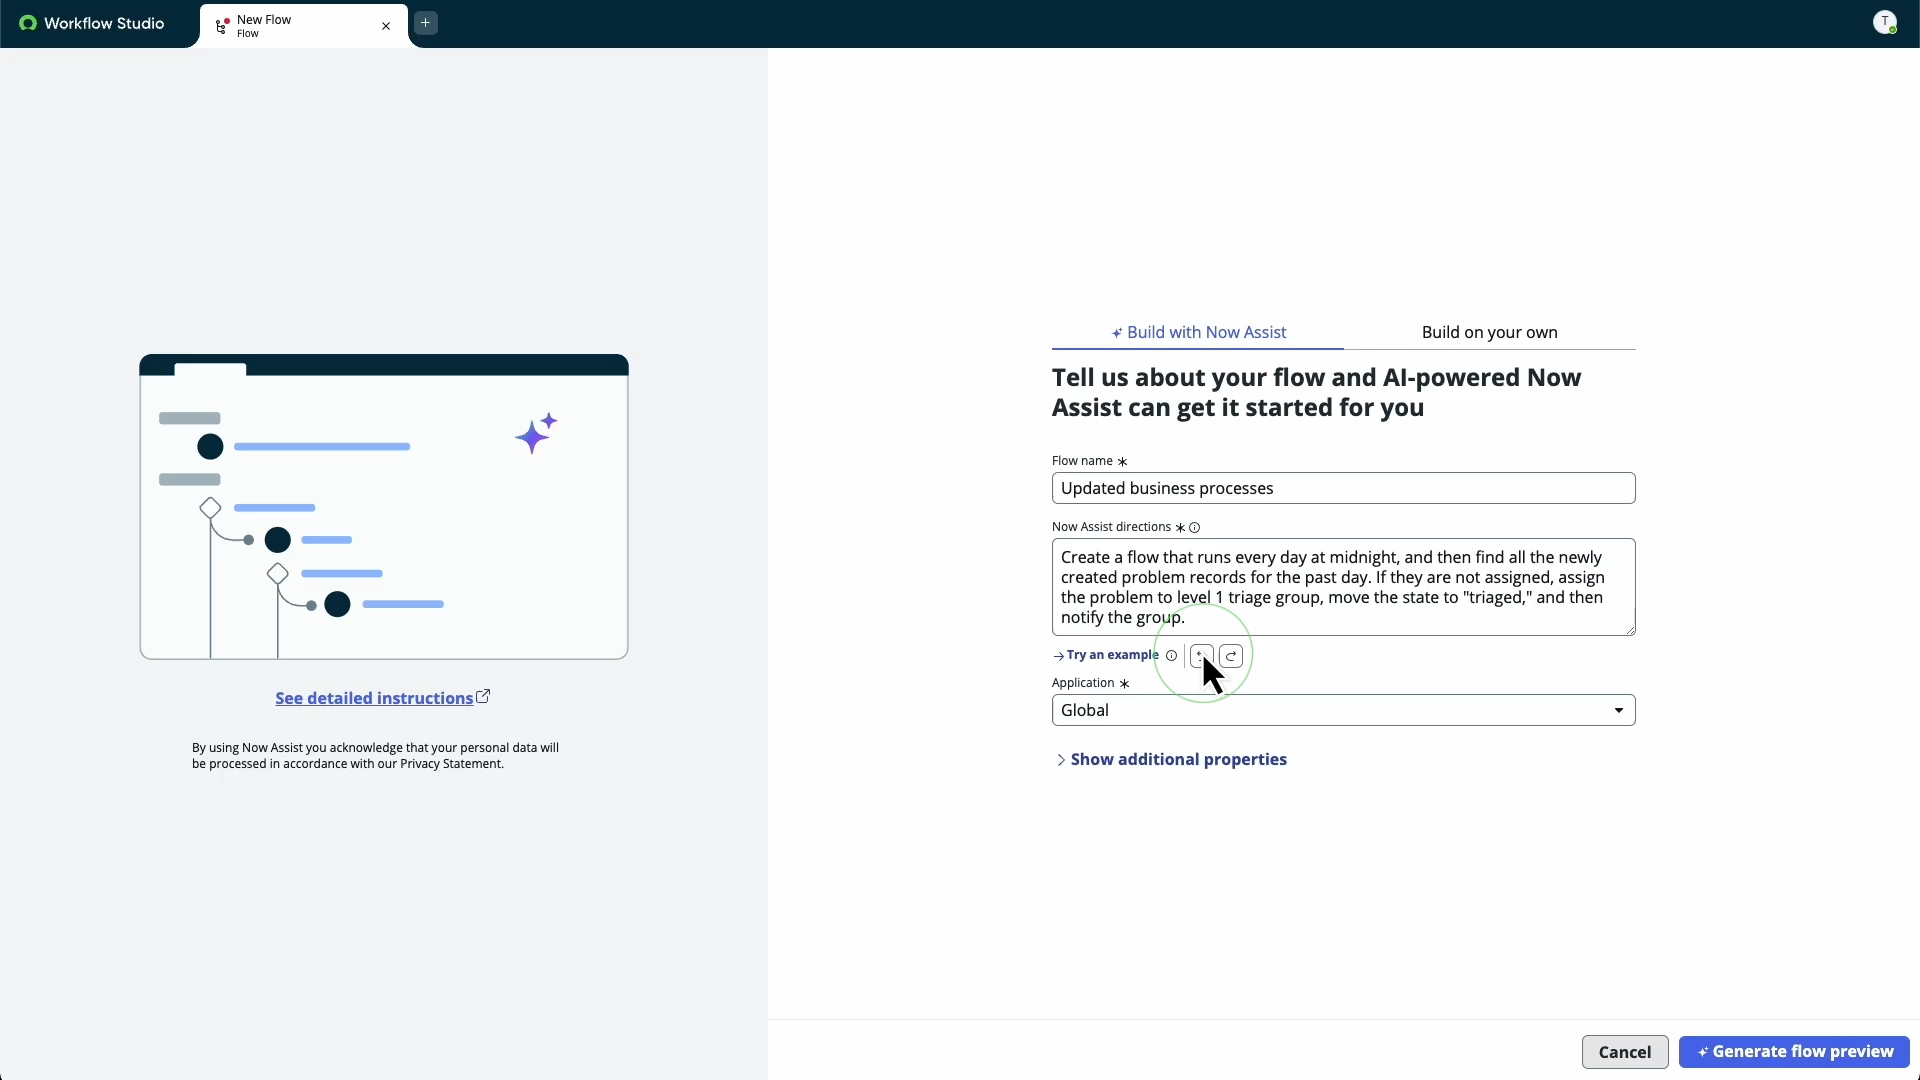 Workflow Studio
New Flow
Flow
T
Build with Now Assist
Build on your own
Tell us about your flow and AI-powered Now
Assist can get it started for you
Flow name *
Updated business processes
Now Assist directions *
Create a flow that runs every day at midnight, and then find all the newly
created problem records for the past day. If they are not assigned, assign
the problem to level 1 triage group, move the state to "triaged," and then
notify the group.
Try an example
Application *
Global
Show additional properties
See detailed instructions
By using Now Assist you acknowledge that your personal data will
be processed in accordance with our Privacy Statement.
Cancel
Generate flow preview